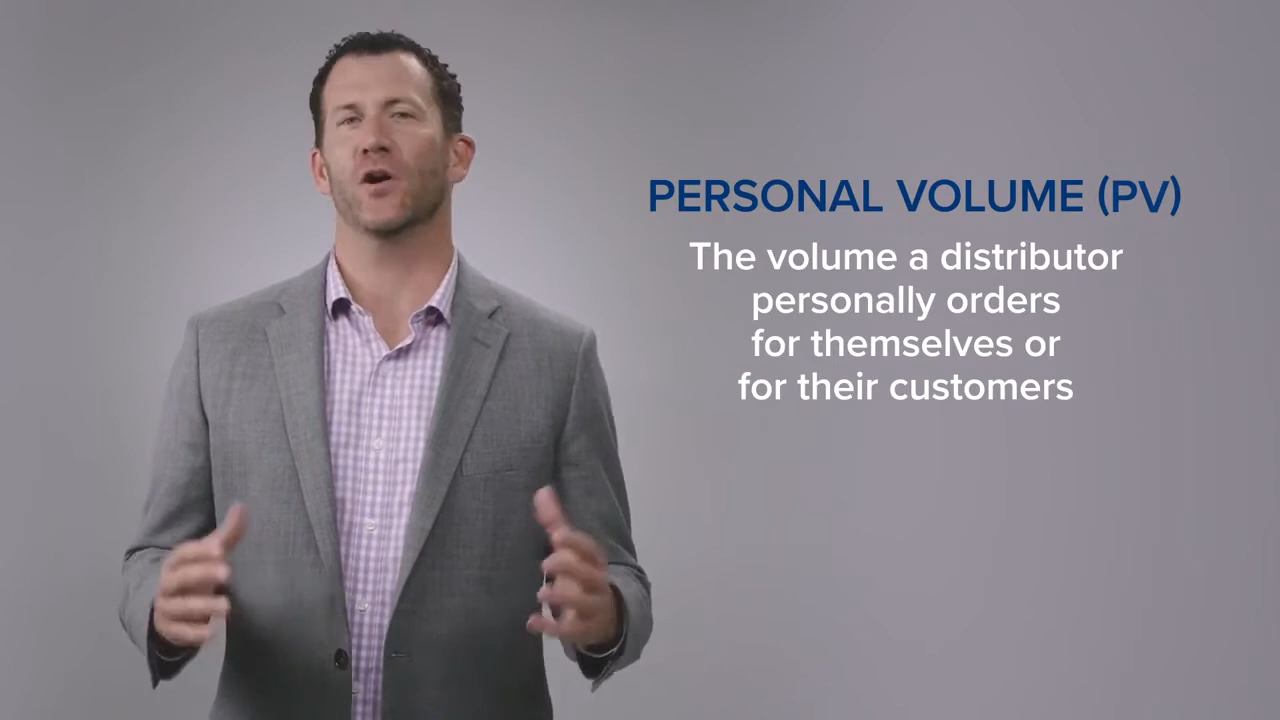 PERSONAL VOLUME (PV)
The volume a distributor
personally orders
for themselves or
for their customers